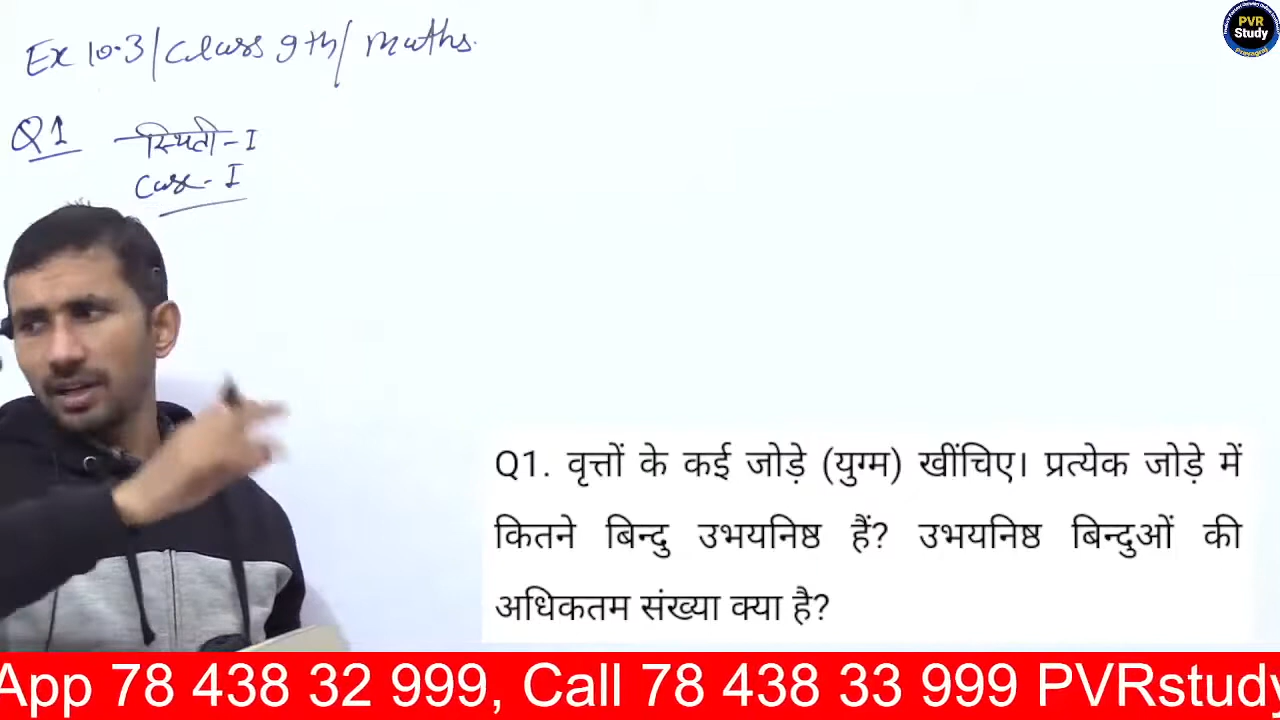 Ex 10.3/Class 9th/Maths.
PVR
Study
Prayagraj
Q1 स्थिती-I
Case-I
Q1. वृत्तों के कई जोड़े (युग्म) खींचिए। प्रत्येक जोड़े में
कितने बिन्दु उभयनिष्ठ हैं? उभयनिष्ठ बिन्दुओं की
अधिकतम संख्या क्या है?
App 78 438 32 999, Call 78 438 33 999 PVRstudy